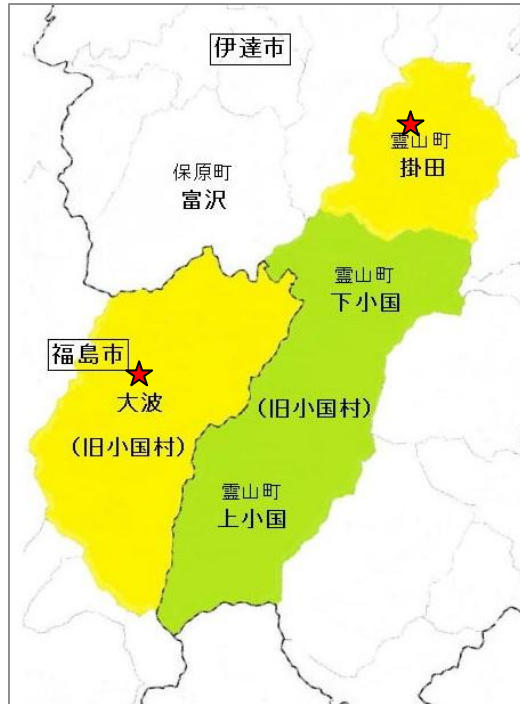 伊達市
霊山町
掛田
保原町
富沢
霊山町
下小国
福島市
大波
(旧小国村)
(旧小国村)
霊山町
上小国